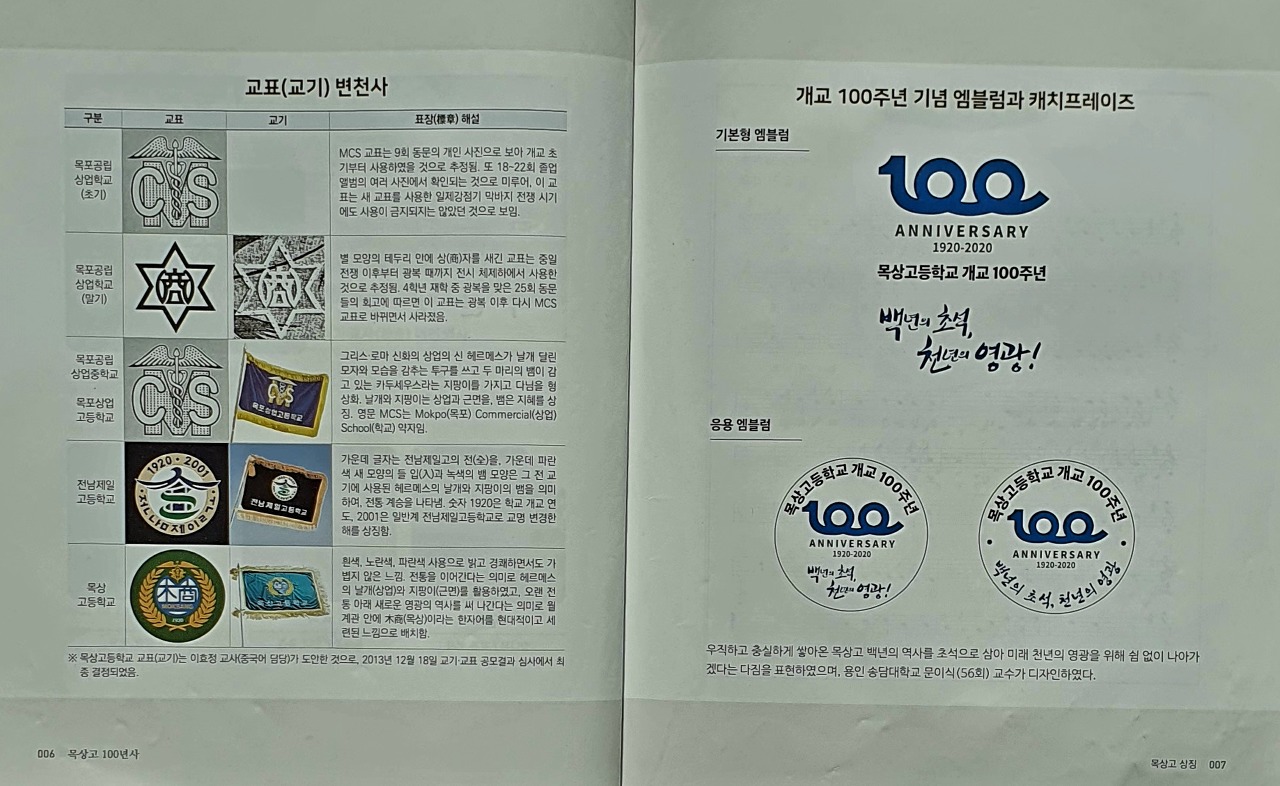 교표(교기) 변천사
구분 교표 교기 표장(標章) 해설
목포공립
상업학교
(초기)
MCS
MCS 교표는 9회 동문의 개인 사진으로 보아 개교 초
기부터 사용하였을 것으로 추정됨. 또 18~22회 졸업
앨범의 여러 사진에서 확인되는 것으로 미루어, 이 교
표는 새 교표를 사용한 일제강점기 막바지 전쟁 시기
에도 사용이 금지되지는 않았던 것으로 보임.
목포공립
상업학교
(말기)
商
商
별 모양의 테두리 안에 상(商)자를 새긴 교표는 중일
전쟁 이후부터 광복 때까지 전시 체제하에서 사용한
것으로 추정됨. 4학년 재학 중 광복을 맞은 25회 동문
들의 회고에 따르면 이 교표는 광복 이후 다시 MCS
교표로 바뀌면서 사라졌음.
목포공립
상업중학교
·
목포상업
고등학교
MCS
MCS
목포상업고등학교
그리스·로마 신화의 상업의 신 헤르메스가 날개 달린
모자와 모습을 감추는 투구를 쓰고 두 마리의 뱀이 감
고 있는 카두세우스라는 지팡이를 가지고 다님을 형
상화. 날개와 지팡이는 상업과 근면을, 뱀은 지혜를 상
징. 영문 MCS는 Mokpo(목포) Commercial(상업)
School(학교) 약자임.
전남제일
고등학교
1920·2001
전남제일고등학교
가운데 글자는 전남제일고의 전(全)을, 가운데 파란
색 새 모양의 들 입(入)과 녹색의 뱀 모양은 그 전 교
기에 사용된 헤르메스의 날개와 지팡이의 뱀을 의미
하여, 전통 계승을 나타냄. 숫자 1920은 학교 개교 연
도, 2001은 일반계 전남제일고등학교로 교명 변경한
해를 상징함.
목상
고등학교
木商
MOKSANG
1920
흰색, 노란색, 파란색 사용으로 밝고 경쾌하면서도 가
볍지 않은 느낌. 전통을 이어간다는 의미로 헤르메스
의 날개(상업)와 지팡이(근면)를 활용하였고, 오랜 전
통 아래 새로운 영광의 역사를 써 나간다는 의미로 월
계관 안에 木商(목상)이라는 한자어를 현대적이고 세
련된 느낌으로 배치함.
※ 목상고등학교 교표(교기)는 이효정 교사(중국어 담당)가 도안한 것으로, 2013년 12월 18일 교기·교표 공모결과 심사에서 최
종 결정되었음.
006 목상고 100년사
개교 100주년 기념 엠블럼과 캐치프레이즈
기본형 엠블럼
100
ANNIVERSARY
1920-2020
목상고등학교 개교 100주년
백년의 초석,
천년의 영광!
응용 엠블럼
목상고등학교 개교 100주년
100
ANNIVERSARY
1920-2020
백년의 초석,
천년의 영광!
목상고등학교 개교 100주년
100
ANNIVERSARY
1920-2020
백년의 초석, 천년의 영광
우직하고 충실하게 쌓아온 목상고 백년의 역사를 초석으로 삼아 미래 천년의 영광을 위해 쉼 없이 나아가
겠다는 다짐을 표현하였으며, 용인 송담대학교 문이식(56회) 교수가 디자인하였다.
목상고 상징 007